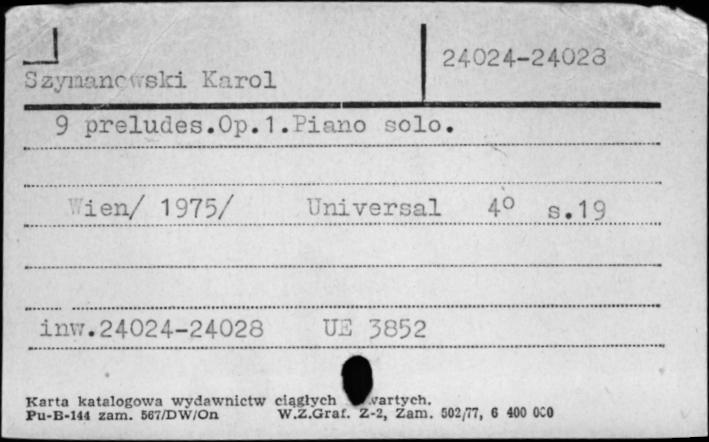 24024-24028
Szymanowski Karol
9 preludes.Op.1.Piano solo.
Wien/ 1975/ Universal 4° s.19
inw.24024-24028 UE 3852
Karta katalogowa wydawnictw ciągłych
Pu-B-144 zam. 567/DW/On W.Z.Graf. Z-2, Zam. 502/77, 6 400 000